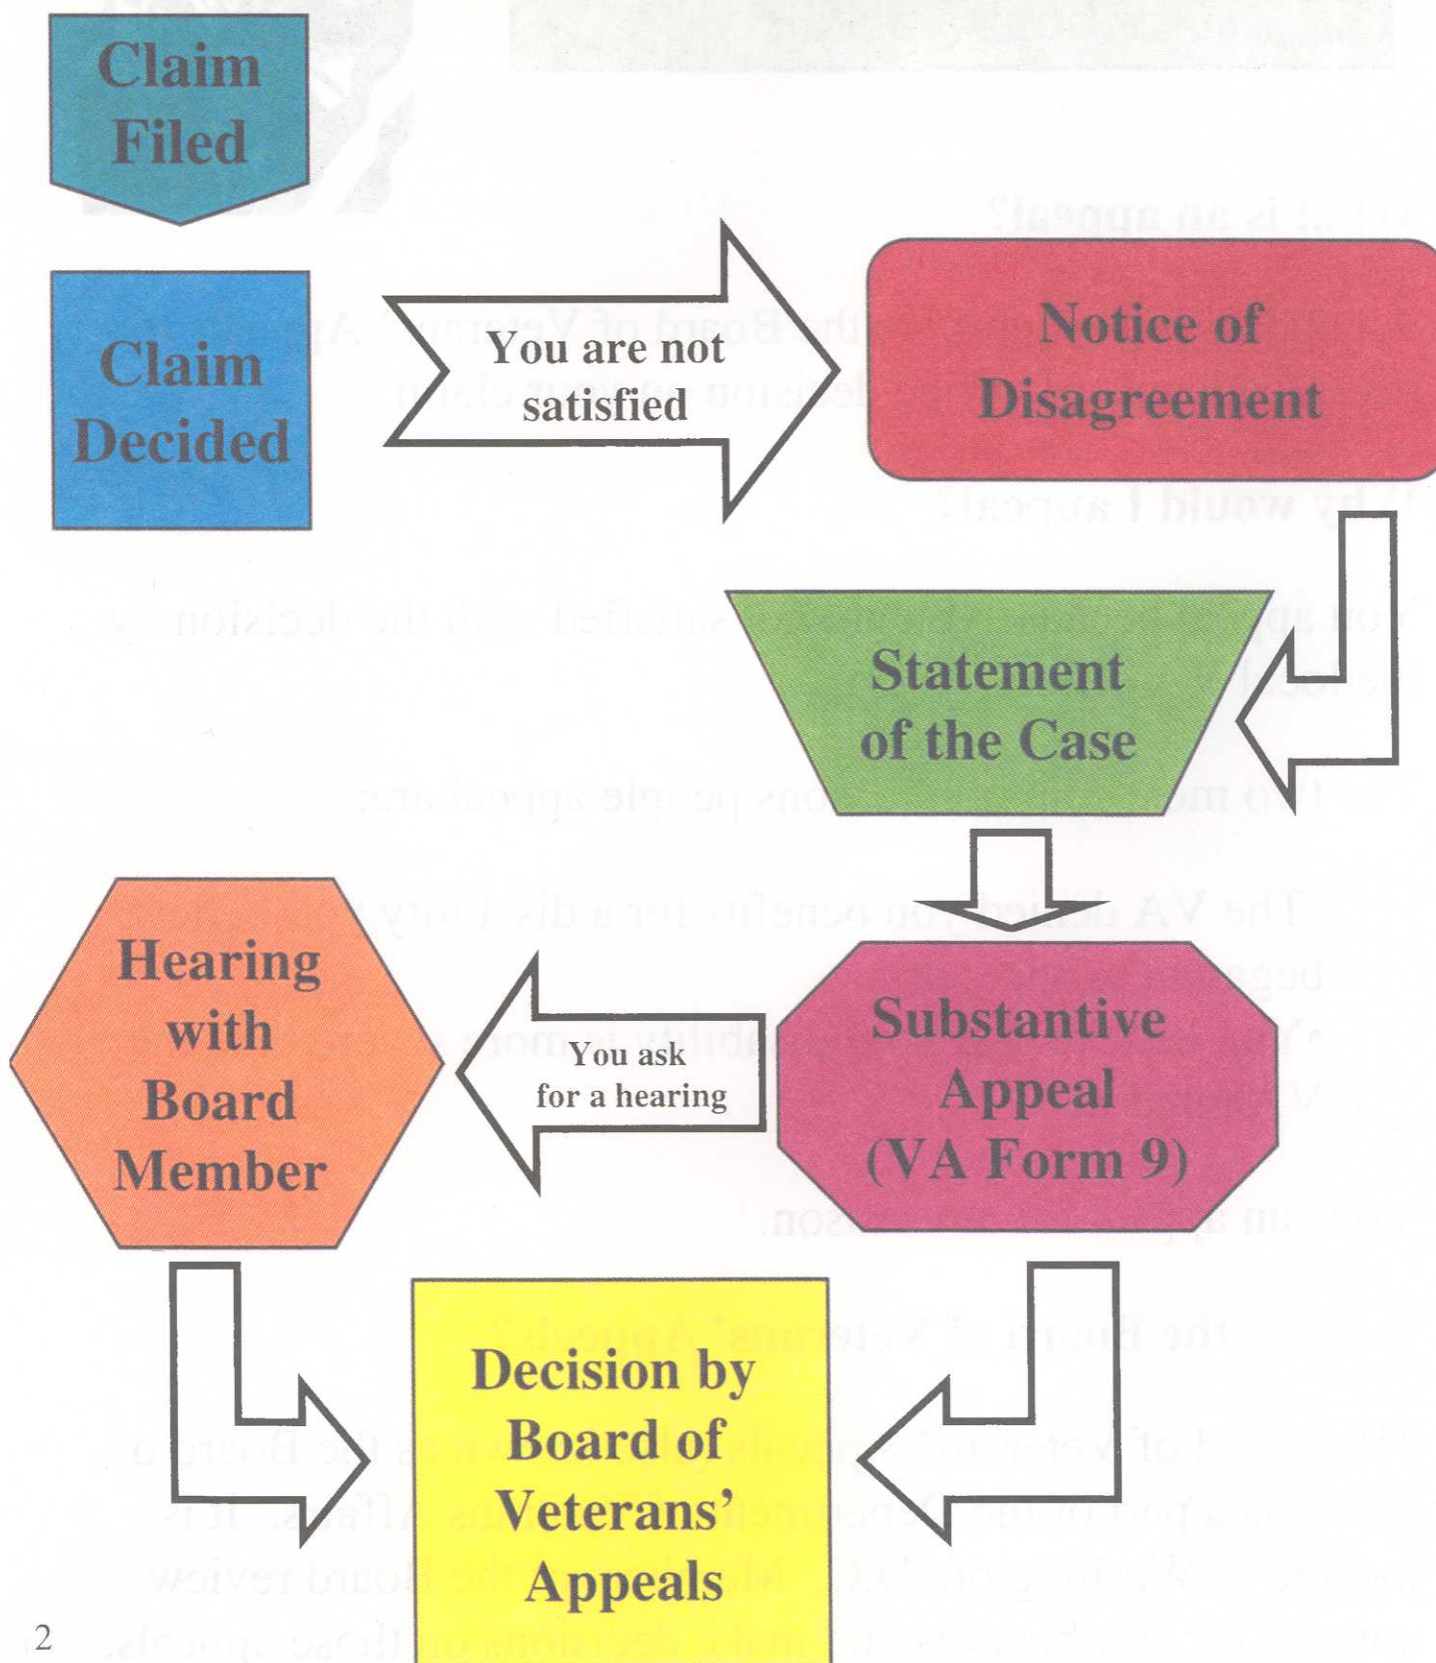 Claim
Filed
Claim
Decided
You are not
satisfied
Notice of
Disagreement
Statement
of the Case
Substantive
Appeal
(VA Form 9)
You ask
for a hearing
Hearing
with
Board
Member
Decision by
Board of
Veterans’
Appeals
2